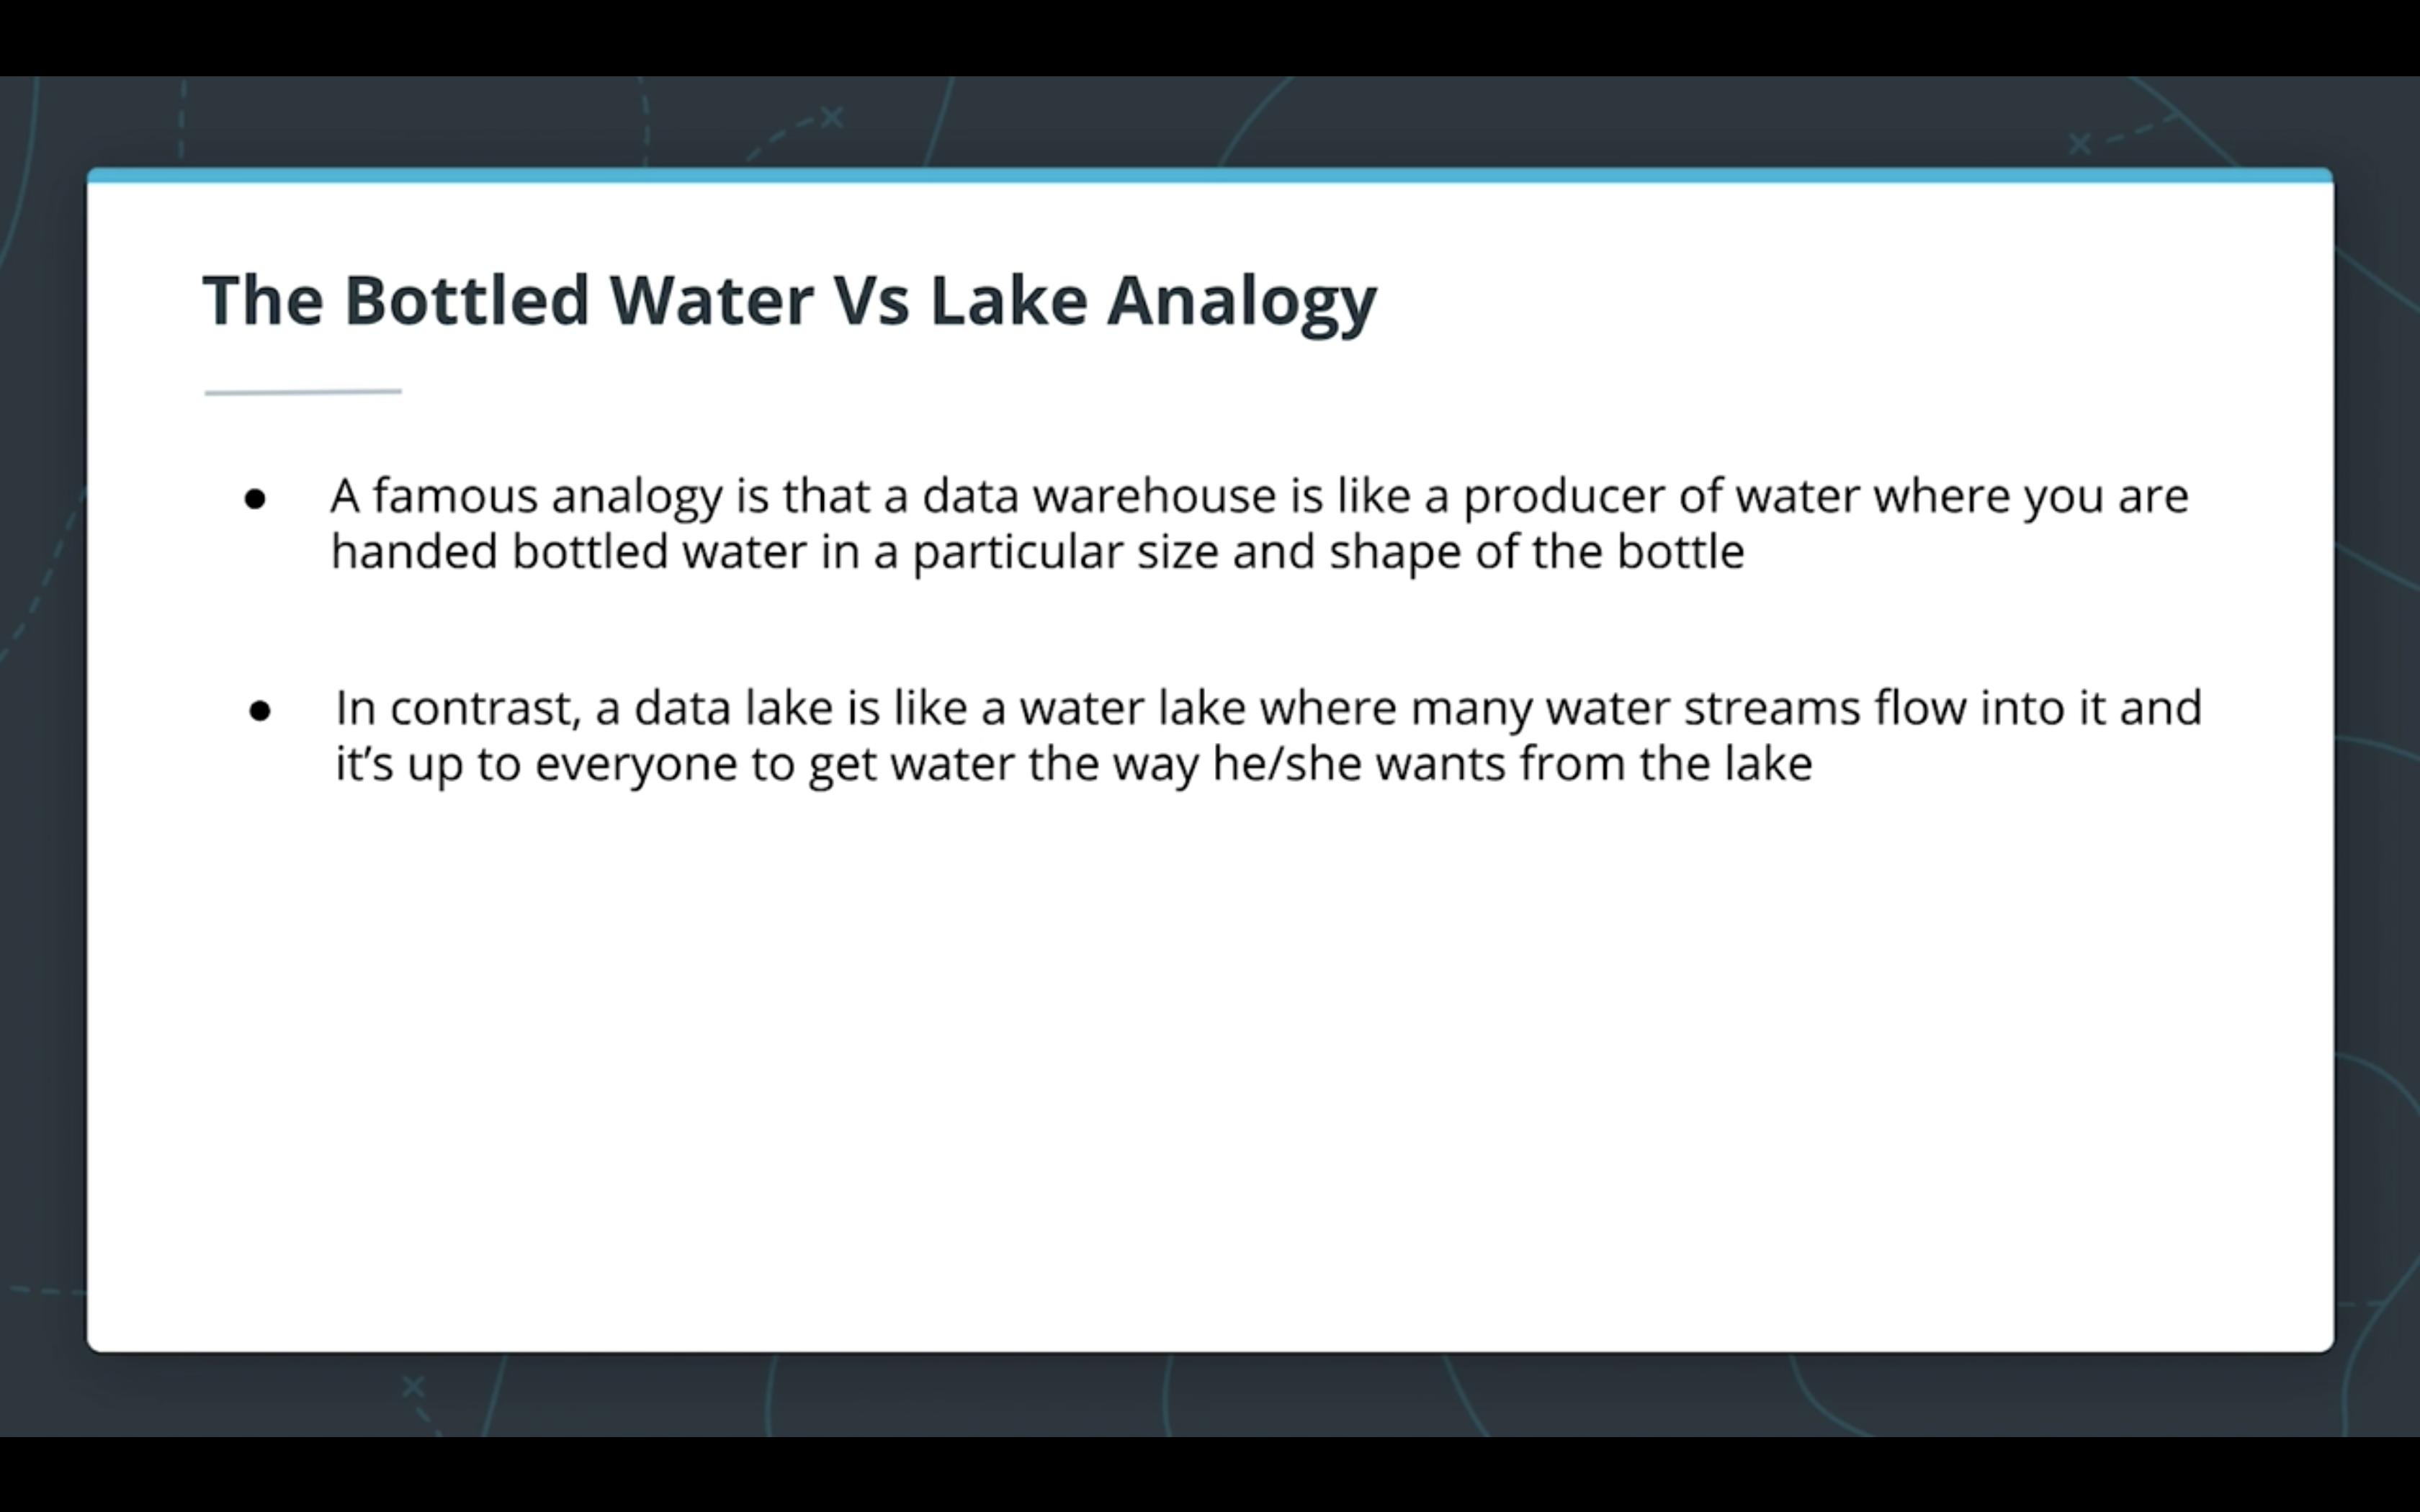 The Bottled Water Vs Lake Analogy
● A famous analogy is that a data warehouse is like a producer of water where you are
handed bottled water in a particular size and shape of the bottle
● In contrast, a data lake is like a water lake where many water streams flow into it and
it’s up to everyone to get water the way he/she wants from the lake